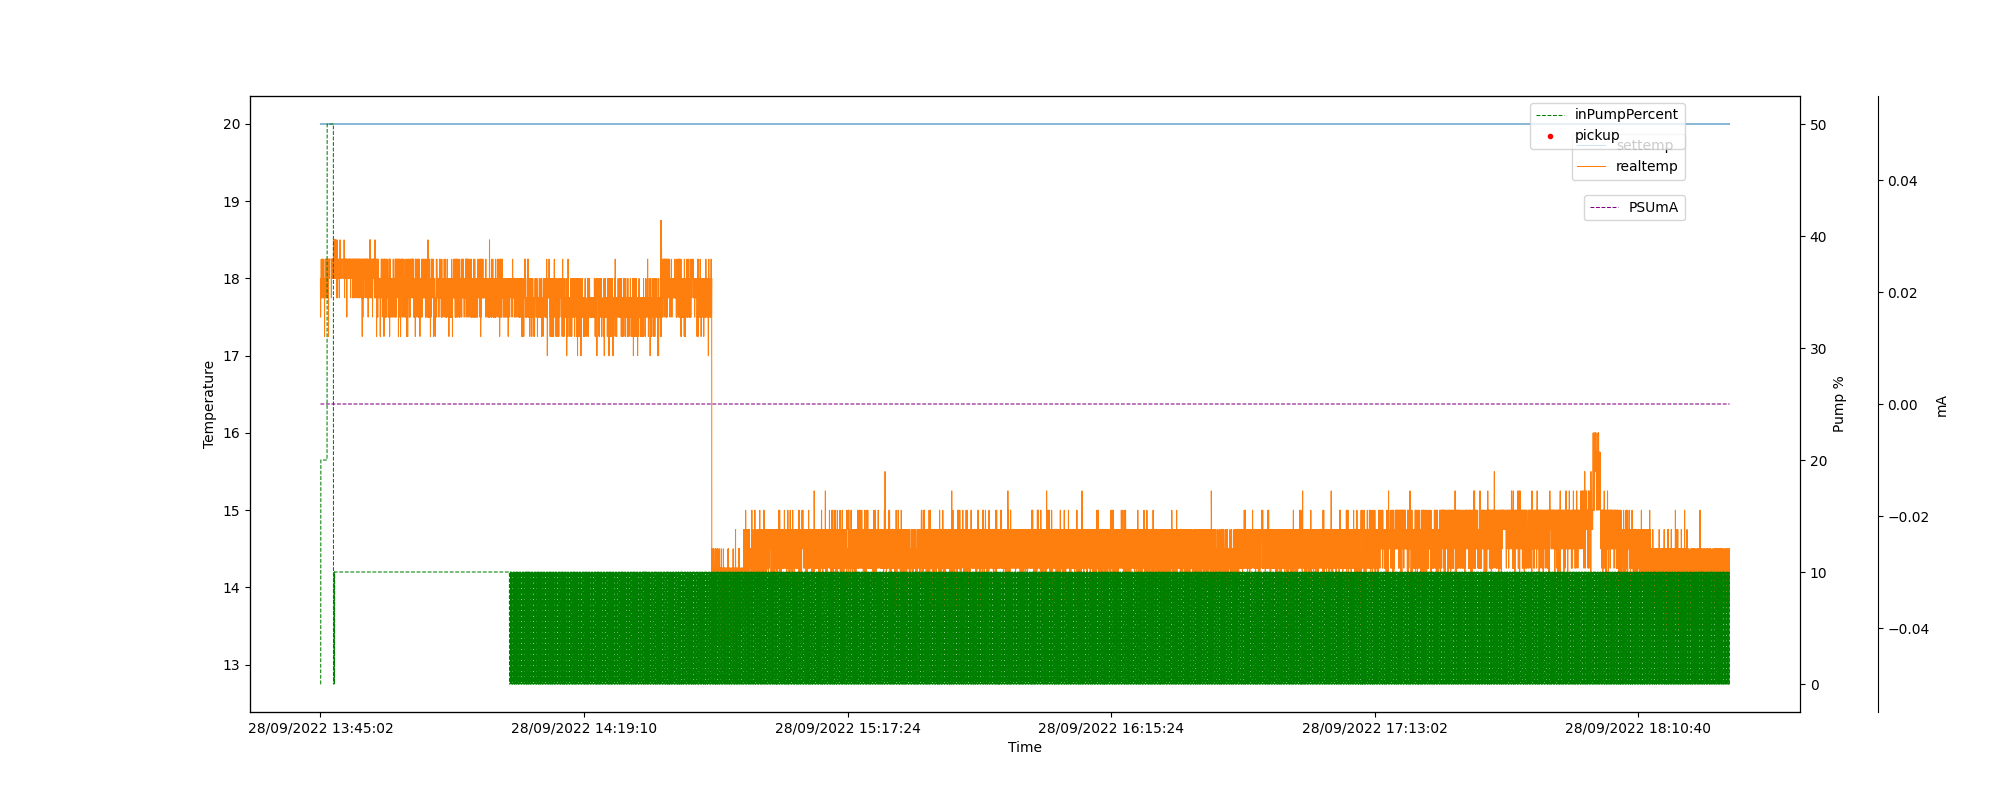 inPumpPercent
pickup
settemp
realtemp
PSUmA
20
19
18
17
16
15
14
13
Temperature
50
40
30
20
10
0
Pump %
0.04
0.02
0.00
−0.02
−0.04
mA
28/09/2022 13:45:02
28/09/2022 14:19:10
28/09/2022 15:17:24
28/09/2022 16:15:24
28/09/2022 17:13:02
28/09/2022 18:10:40
Time